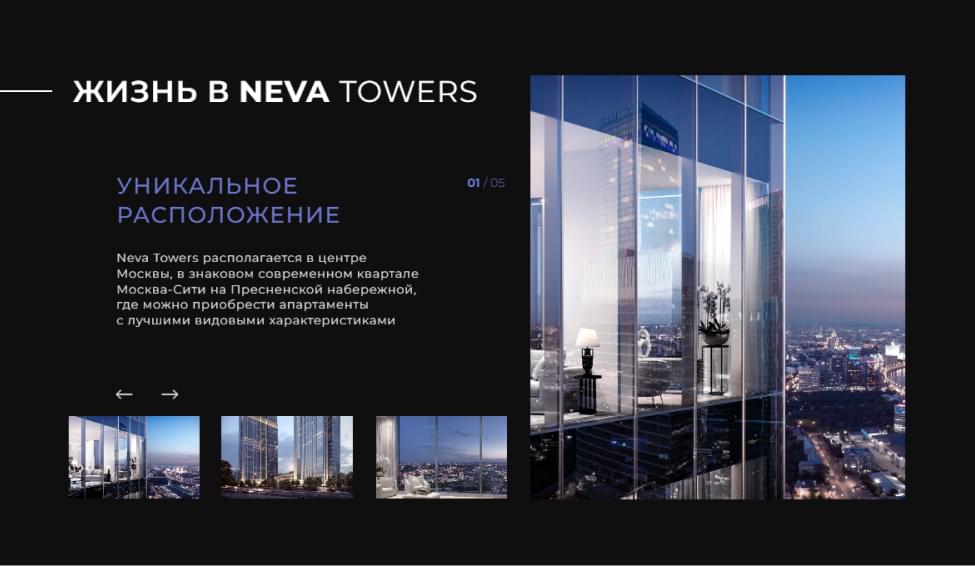 ЖИЗНЬ В NEVA TOWERS
УНИКАЛЬНОЕ
РАСПОЛОЖЕНИЕ
01 / 05
Neva Towers располагается в центре
Москвы, в знаковом современном квартале
Москва-Сити на Пресненской набережной,
где можно приобрести апартаменты
с лучшими видовыми характеристиками